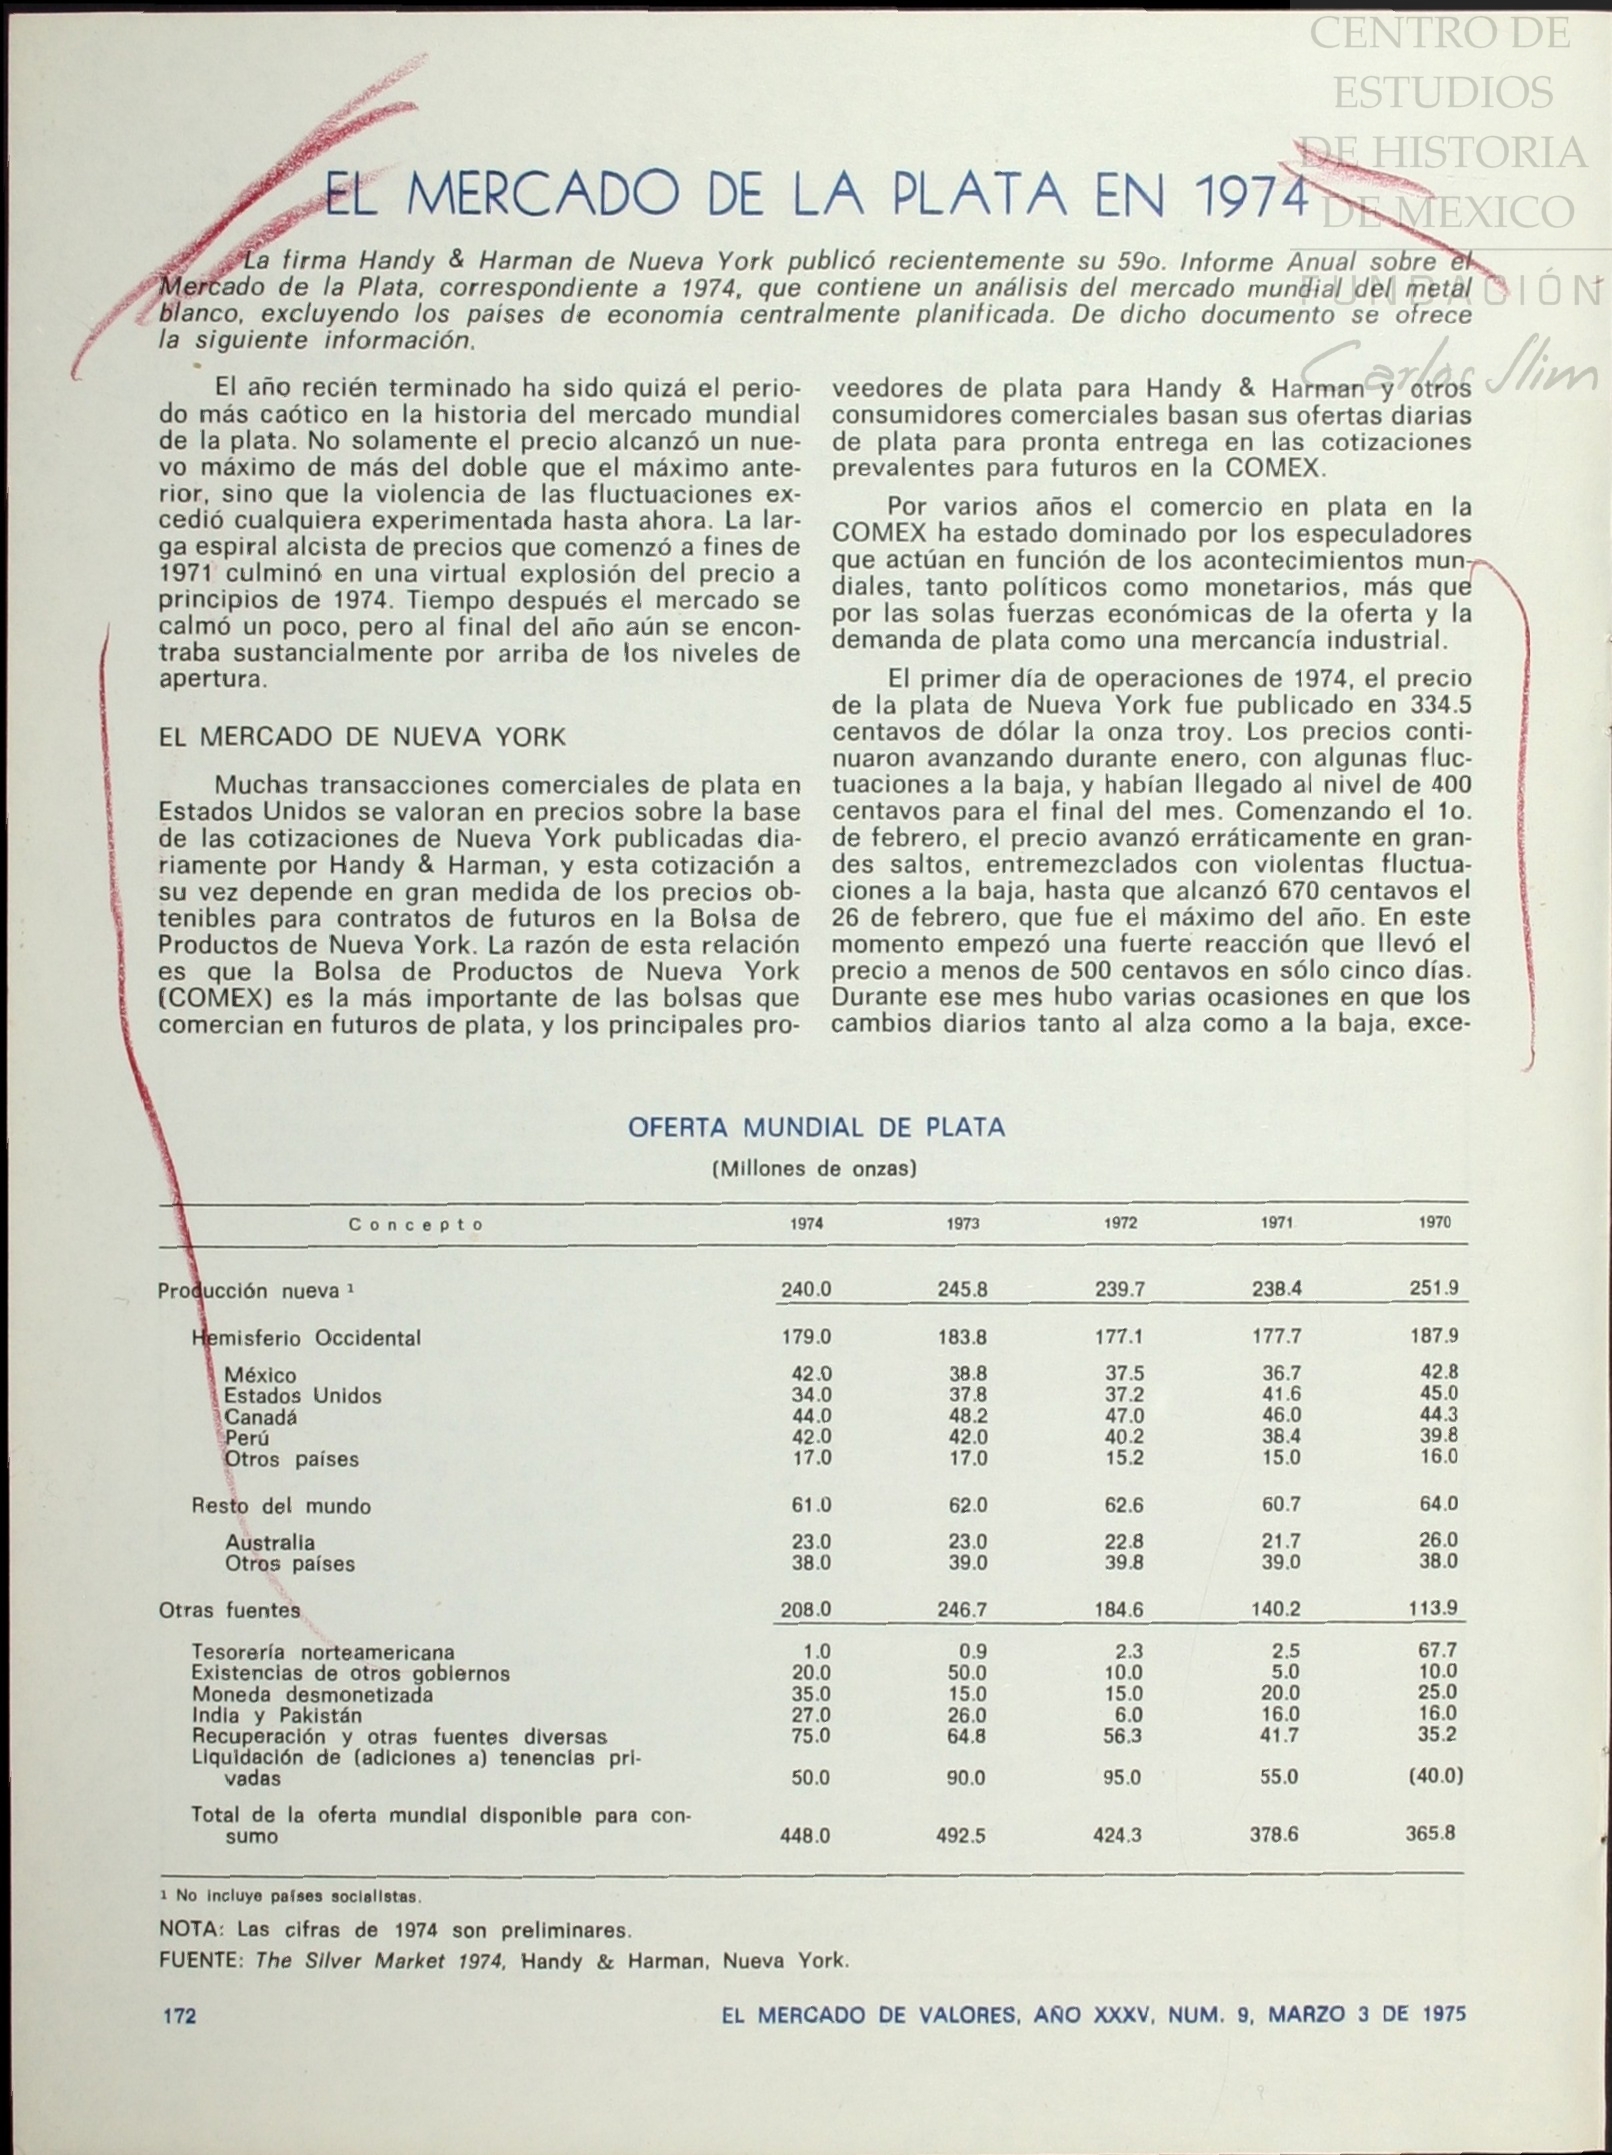 CENTRO DE
ESTUDIOS
DE HISTORIA
DE MEXICO
FUNDACIÓN
Carlos Slim
EL MERCADO DE LA PLATA EN 1974
La firma Handy & Harman de Nueva York publicó recientemente su 59o. Informe Anual sobre el
Mercado de la Plata, correspondiente a 1974, que contiene un análisis del mercado mundial del metal
blanco, excluyendo los países de economía centralmente planificada. De dicho documento se ofrece
la siguiente información.
El año recién terminado ha sido quizá el perio-
do más caótico en la historia del mercado mundial
de la plata. No solamente el precio alcanzó un nue-
vo máximo de más del doble que el máximo ante-
rior, sino que la violencia de las fluctuaciones ex-
cedió cualquiera experimentada hasta ahora. La lar-
ga espiral alcista de precios que comenzó a fines de
1971 culminó en una virtual explosión del precio a
principios de 1974. Tiempo después el mercado se
calmó un poco, pero al final del año aún se encon-
traba sustancialmente por arriba de los niveles de
apertura.
EL MERCADO DE NUEVA YORK
Muchas transacciones comerciales de plata en
Estados Unidos se valoran en precios sobre la base
de las cotizaciones de Nueva York publicadas dia-
riamente por Handy & Harman, y esta cotización a
su vez depende en gran medida de los precios ob-
tenibles para contratos de futuros en la Bolsa de
Productos de Nueva York. La razón de esta relación
es que la Bolsa de Productos de Nueva York
(COMEX) es la más importante de las bolsas que
comercian en futuros de plata, y los principales pro-
veedores de plata para Handy & Harman y otros
consumidores comerciales basan sus ofertas diarias
de plata para pronta entrega en las cotizaciones
prevalentes para futuros en la COMEX.
Por varios años el comercio en plata en la
COMEX ha estado dominado por los especuladores
que actúan en función de los acontecimientos mun-
diales, tanto políticos como monetarios, más que
por las solas fuerzas económicas de la oferta y la
demanda de plata como una mercancía industrial.
El primer día de operaciones de 1974, el precio
de la plata de Nueva York fue publicado en 334.5
centavos de dólar la onza troy. Los precios conti-
nuaron avanzando durante enero, con algunas fluc-
tuaciones a la baja, y habían llegado al nivel de 400
centavos para el final del mes. Comenzando el 1o.
de febrero, el precio avanzó erráticamente en gran-
des saltos, entremezclados con violentas fluctua-
ciones a la baja, hasta que alcanzó 670 centavos el
26 de febrero, que fue el máximo del año. En este
momento empezó una fuerte reacción que llevó el
precio a menos de 500 centavos en sólo cinco días.
Durante ese mes hubo varias ocasiones en que los
cambios diarios tanto al alza como a la baja, exce-
OFERTA MUNDIAL DE PLATA
(Millones de onzas)
Concepto 1974 1973 1972 1971 1970
Producción nueva 1 240.0 245.8 239.7 238.4 251.9
Hemisferio Occidental 179.0 183.8 177.1 177.7 187.9
México 42.0 38.8 37.5 36.7 42.8
Estados Unidos 34.0 37.8 37.2 41.6 45.0
Canadá 44.0 48.2 47.0 46.0 44.3
Perú 42.0 42.0 40.2 38.4 39.8
Otros países 17.0 17.0 15.2 15.0 16.0
Resto del mundo 61.0 62.0 62.6 60.7 64.0
Australia 23.0 23.0 22.8 21.7 26.0
Otros países 38.0 39.0 39.8 39.0 38.0
Otras fuentes 208.0 246.7 184.6 140.2 113.9
Tesorería norteamericana 1.0 0.9 2.3 2.5 67.7
Existencias de otros gobiernos 20.0 50.0 10.0 5.0 10.0
Moneda desmonetizada 35.0 15.0 15.0 20.0 25.0
India y Pakistán 27.0 26.0 6.0 16.0 16.0
Recuperación y otras fuentes diversas 75.0 64.8 56.3 41.7 35.2
Liquidación de (adiciones a) tenencias pri-
vadas 50.0 90.0 95.0 55.0 (40.0)
Total de la oferta mundial disponible para con-
sumo 448.0 492.5 424.3 378.6 365.8
1 No incluye países socialistas.
NOTA: Las cifras de 1974 son preliminares.
FUENTE: The Silver Market 1974, Handy & Harman, Nueva York.
172 EL MERCADO DE VALORES, AÑO XXXV, NUM. 9, MARZO 3 DE 1975